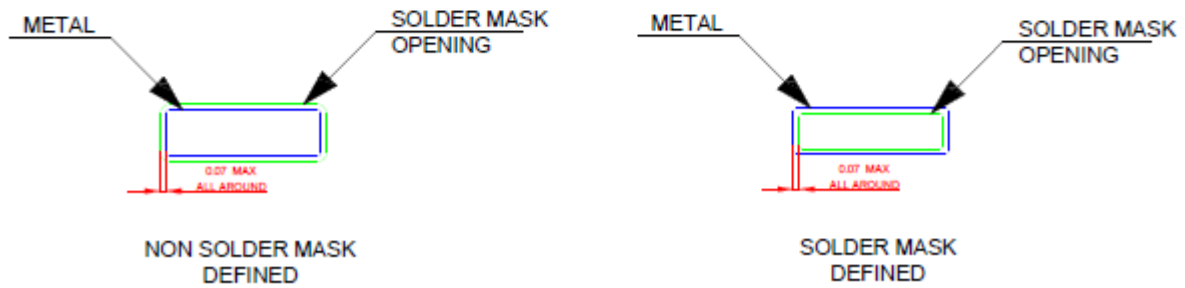 METAL
SOLDER MASK
OPENING
0.07 MAX
ALL AROUND
NON SOLDER MASK
DEFINED
METAL
SOLDER MASK
OPENING
0.07 MAX
ALL AROUND
SOLDER MASK
DEFINED